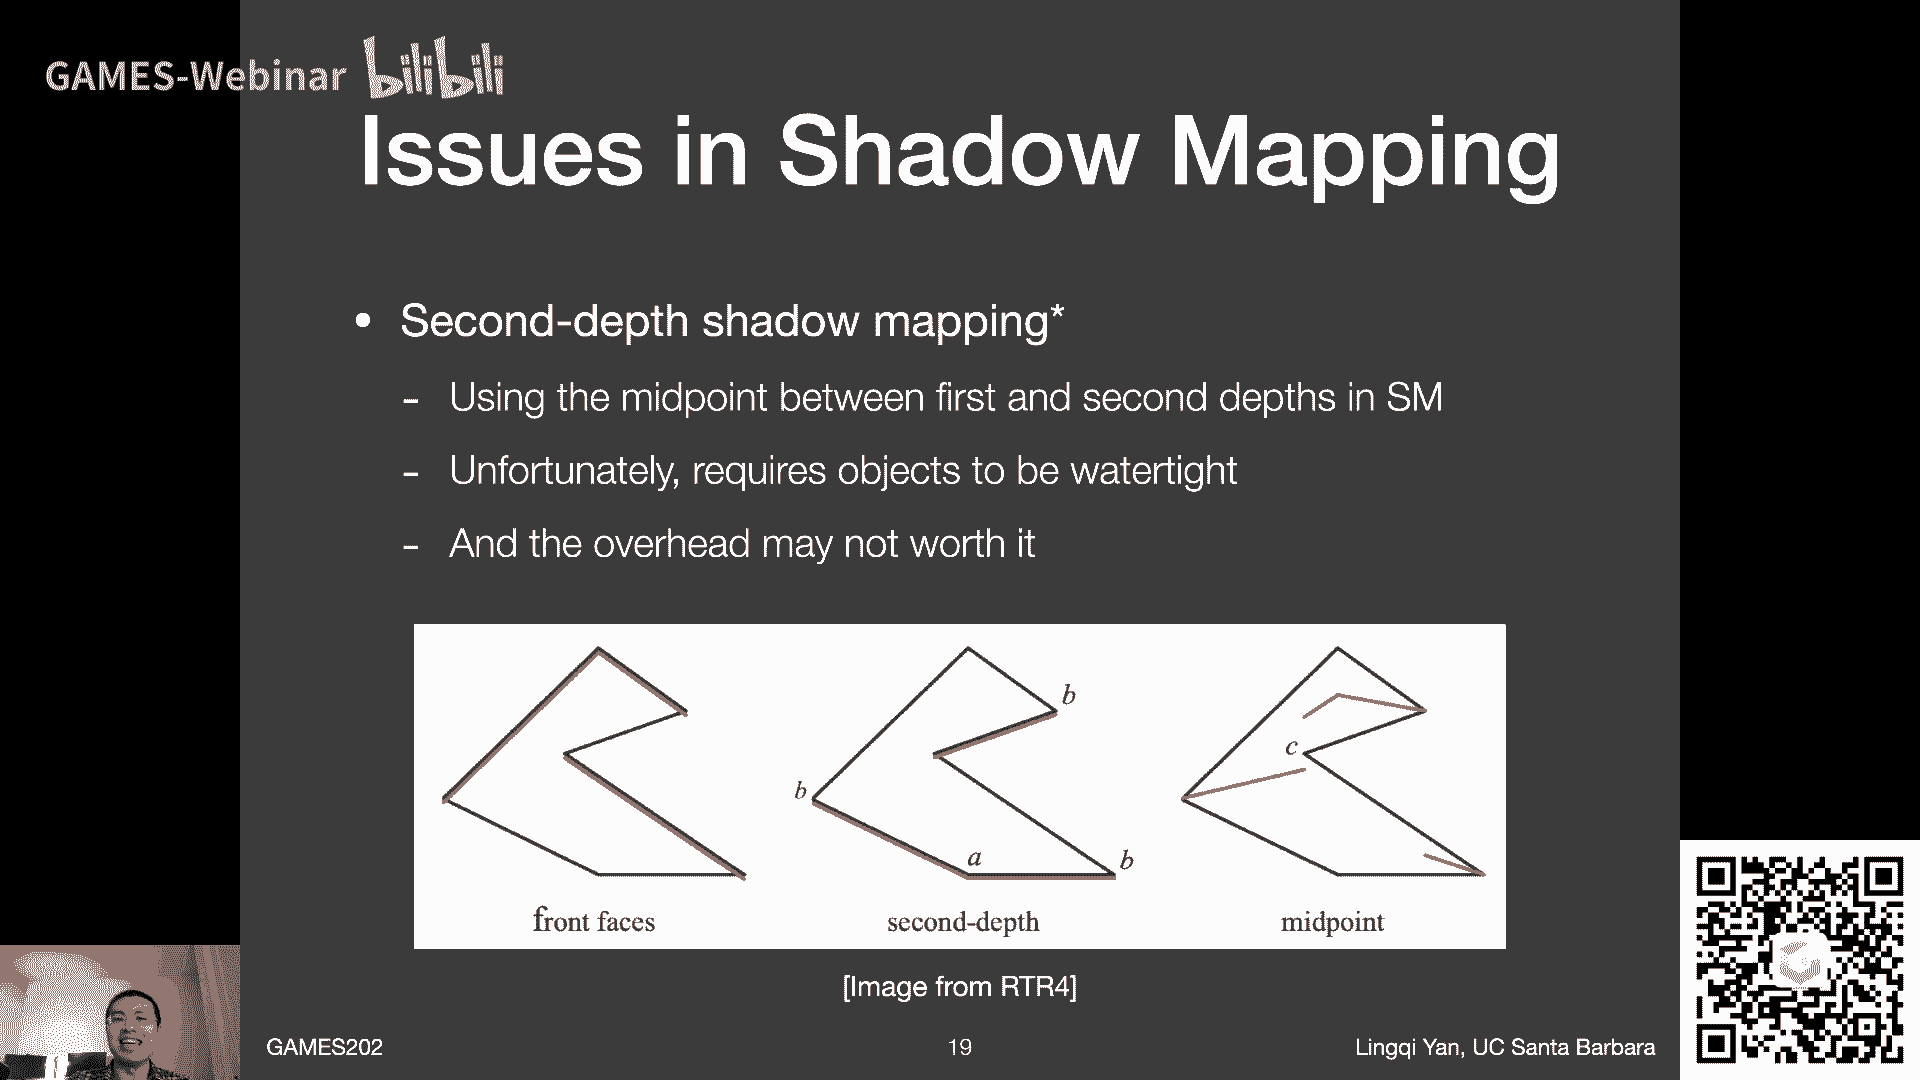 GAMES-Webinar bilibili
Issues in Shadow Mapping
• Second-depth shadow mapping*
- Using the midpoint between first and second depths in SM
- Unfortunately, requires objects to be watertight
- And the overhead may not worth it
b
c
b
a
b
front faces
second-depth
midpoint
[Image from RTR4]
GAMES202
19
Lingqi Yan, UC Santa Barbara